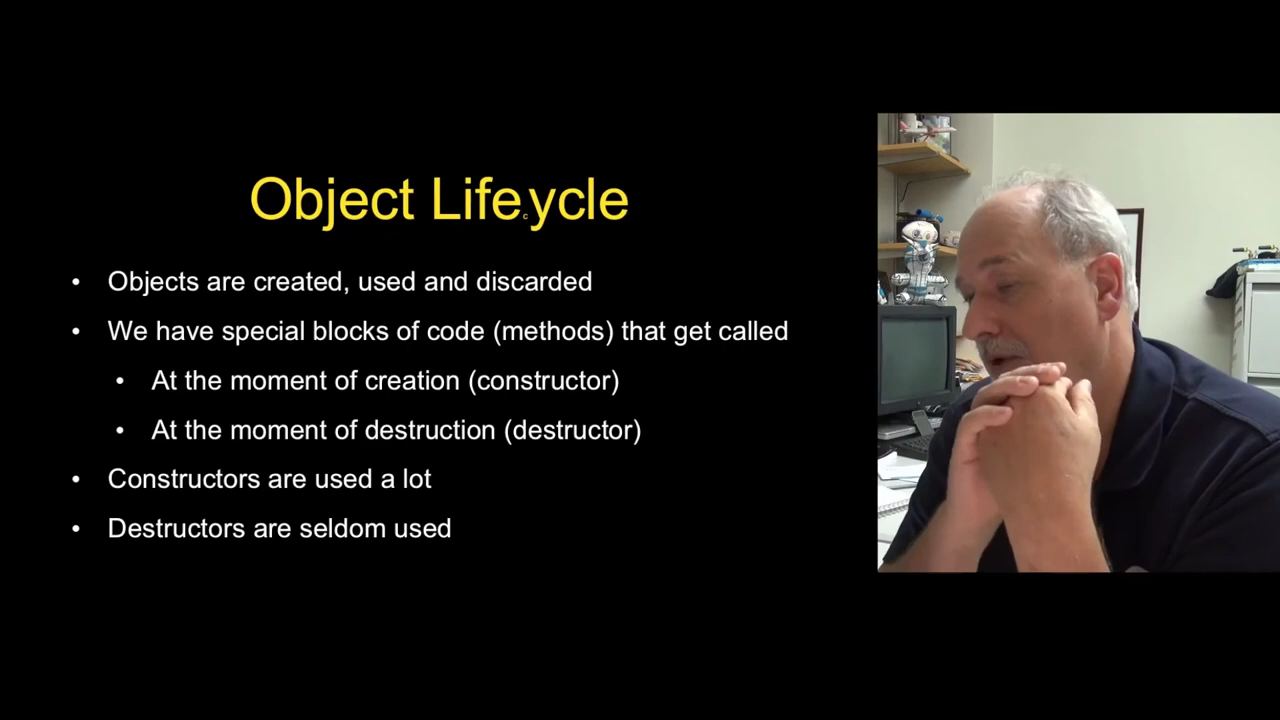 Object Lifecycle
• Objects are created, used and discarded
• We have special blocks of code (methods) that get called
• At the moment of creation (constructor)
• At the moment of destruction (destructor)
• Constructors are used a lot
• Destructors are seldom used